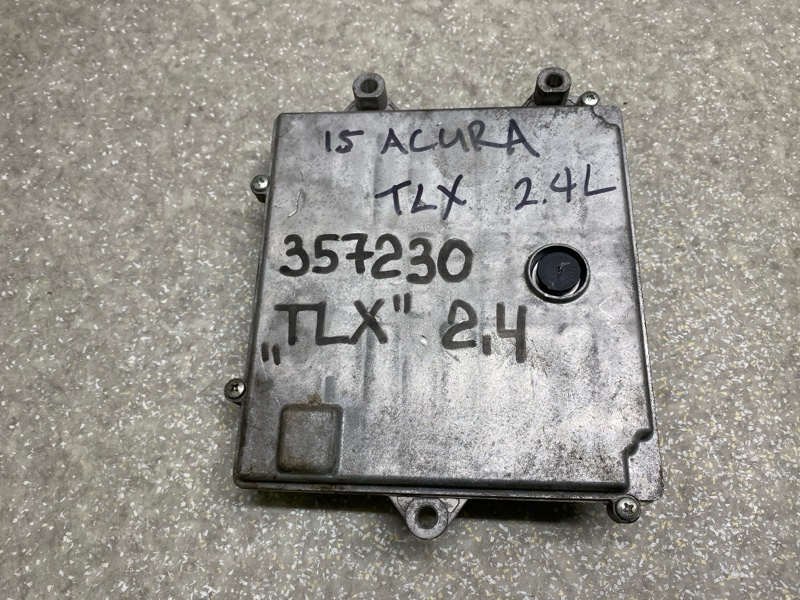 15 ACURA
TLX 2.4L
357230
„TLX" 2,4